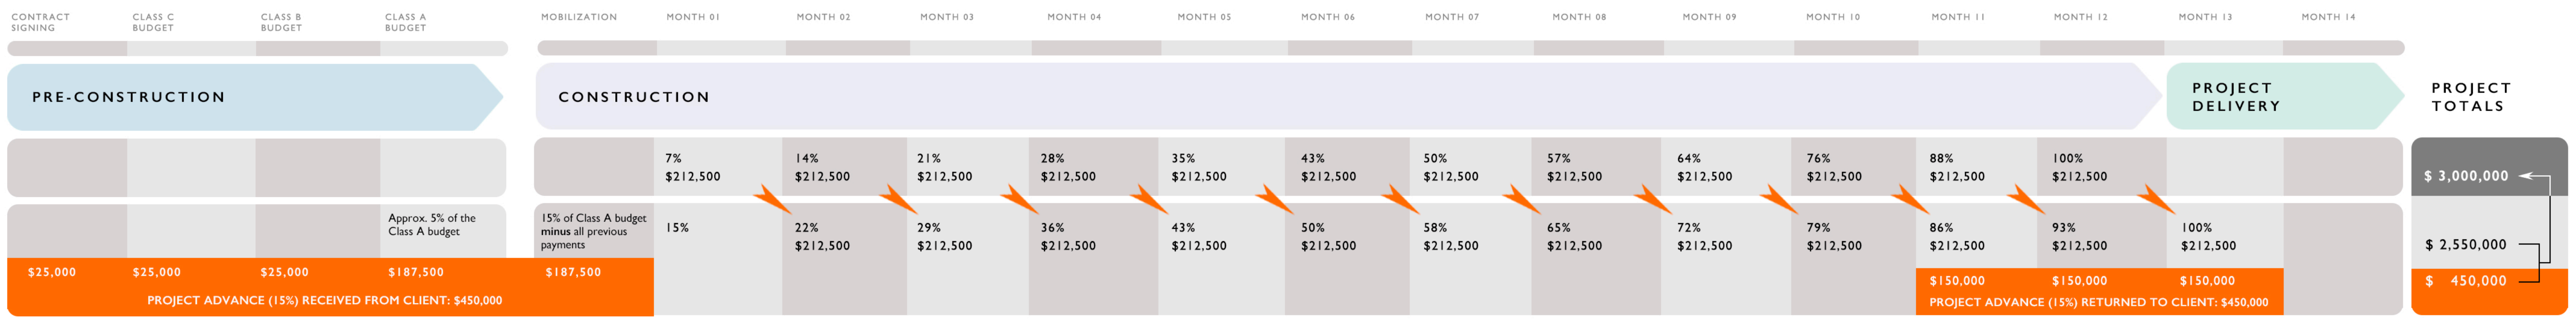 CONTRACT
SIGNING
CLASS C
BUDGET
CLASS B
BUDGET
CLASS A
BUDGET
MOBILIZATION
MONTH 01
MONTH 02
MONTH 03
MONTH 04
MONTH 05
MONTH 06
MONTH 07
MONTH 08
MONTH 09
MONTH 10
MONTH 11
MONTH 12
MONTH 13
MONTH 14
PRE-CONSTRUCTION
CONSTRUCTION
PROJECT
DELIVERY
PROJECT
TOTALS
7%
$212,500
14%
$212,500
21%
$212,500
28%
$212,500
35%
$212,500
43%
$212,500
50%
$212,500
57%
$212,500
64%
$212,500
76%
$212,500
88%
$212,500
100%
$212,500
$ 3,000,000
Approx. 5% of the
Class A budget
15% of Class A budget
minus all previous
payments
15%
22%
$212,500
29%
$212,500
36%
$212,500
43%
$212,500
50%
$212,500
58%
$212,500
65%
$212,500
72%
$212,500
79%
$212,500
86%
$212,500
93%
$212,500
100%
$212,500
$ 2,550,000
$25,000
$25,000
$25,000
$187,500
$187,500
PROJECT ADVANCE (15%) RECEIVED FROM CLIENT: $450,000
$150,000
$150,000
$150,000
PROJECT ADVANCE (15%) RETURNED TO CLIENT: $450,000
$ 450,000